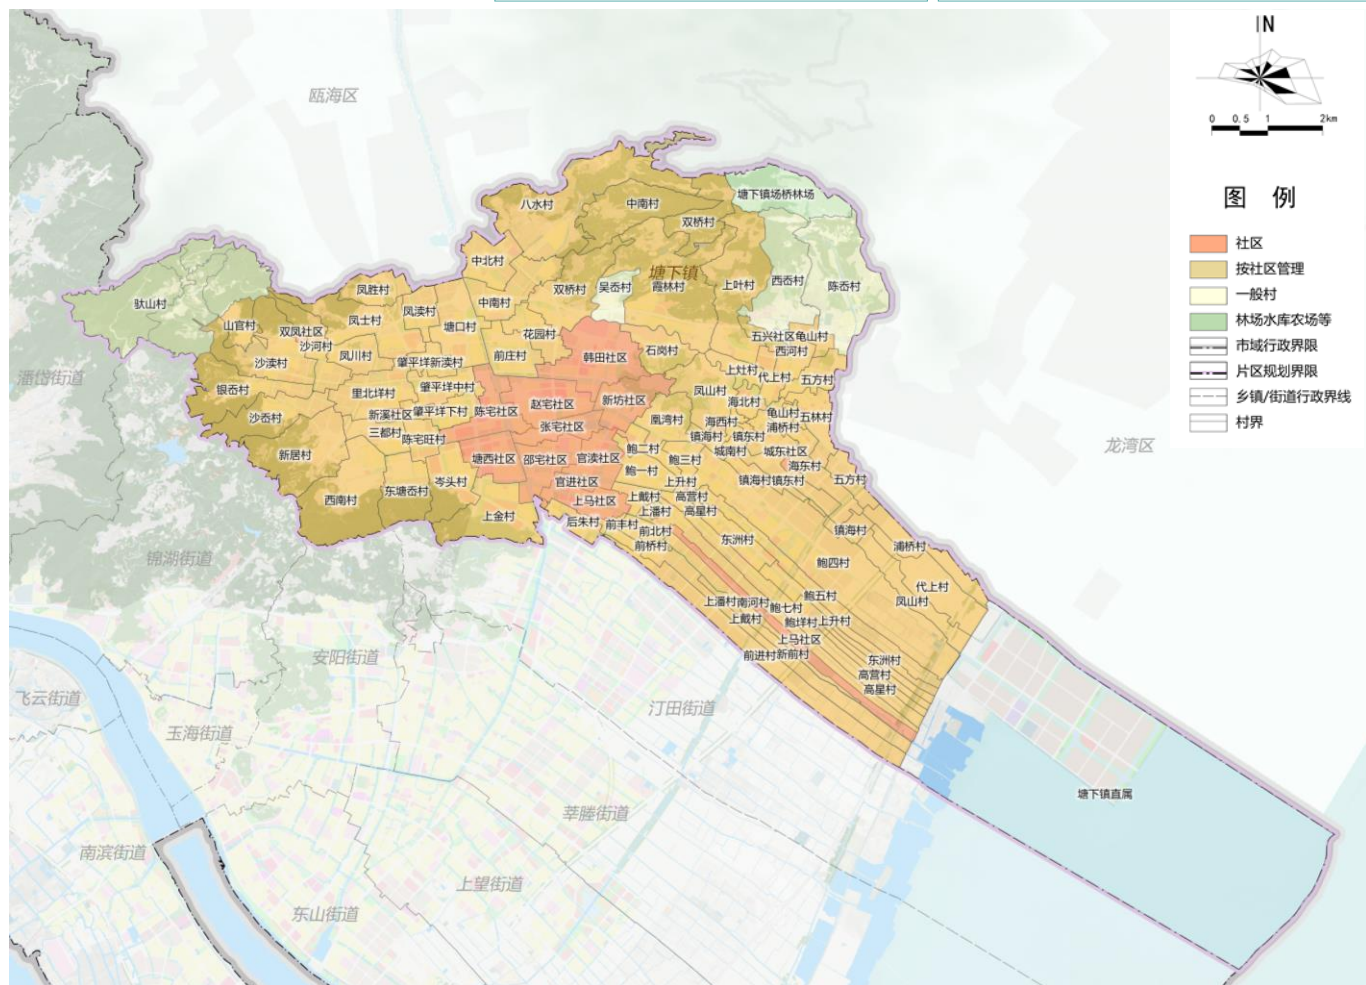 N
0 0.5 1 2km
图 例
社区
按社区管理
一般村
林场水库农场等
市域行政界限
片区规划界限
乡镇/街道行政界线
村界
瓯海区
塘下镇场桥林场
八水村
中南村
双桥村
中北村
塘下镇
西岙村
陈岙村
凤胜村
双桥村
吴岙村
霞林村
上叶村
驮山村
中南村
凤渎村
凤士村
山官村
双凤社区
塘口村
花园村
五兴社区
龟山村
沙河村
凤川村
前庄村
韩田社区
石岗村
西河村
沙渎村
肇平垟新渎村
上灶村
代上村
五方村
潘岱街道
银岙村
里北垟村
肇平垟中村
凤山村
新坊社区
海北村
赵宅社区
沙岙村
新溪社区
肇平垟下村
陈宅社区
凰湾村
海西村
龟山村
五林村
张宅社区
浦桥村
三都村
陈宅旺村
镇海村
镇东村
龙湾区
新居村
鲍二村
城南村
城东社区
塘西社区
邵宅社区
官渎社区
鲍三村
海东村
鲍一村
岑头村
官进社区
上升村
镇海村
镇东村
五方村
西南村
东塘岙村
上戴村
高营村
上马社区
上潘村
高星村
上金村
后朱村
前丰村
前北村
镇海村
前桥村
东洲村
浦桥村
锦湖街道
鲍四村
代上村
鲍五村
凤山村
上潘村
南河村
鲍七村
上戴村
鲍垟村
上升村
上马社区
安阳街道
前进村
新前村
东洲村
高营村
高星村
飞云街道
汀田街道
玉海街道
塘下镇直属
莘塍街道
南滨街道
上望街道
东山街道